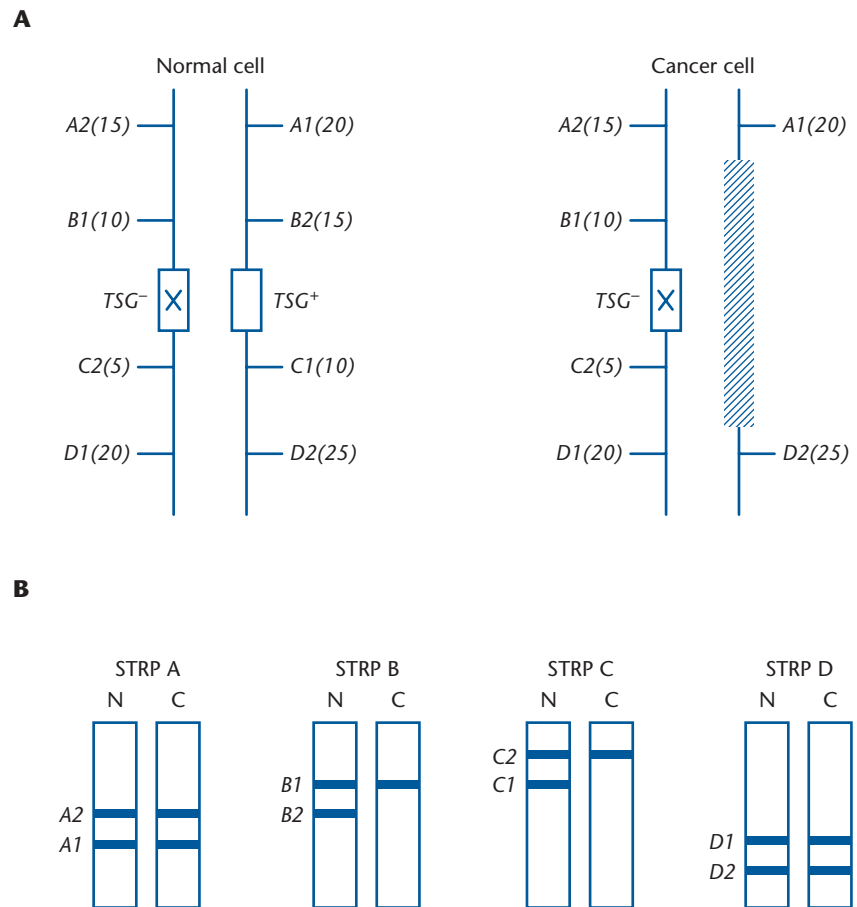 A
Normal cell Cancer cell
A2(15) A1(20) A2(15) A1(20)
B1(10) B2(15) B1(10)
TSG⁻ TSG⁺ TSG⁻
C2(5) C1(10) C2(5)
D1(20) D2(25) D1(20) D2(25)
B
STRP A STRP B STRP C STRP D
N C N C N C N C
C2
B1 C1
A2 B2
A1 D1
D2